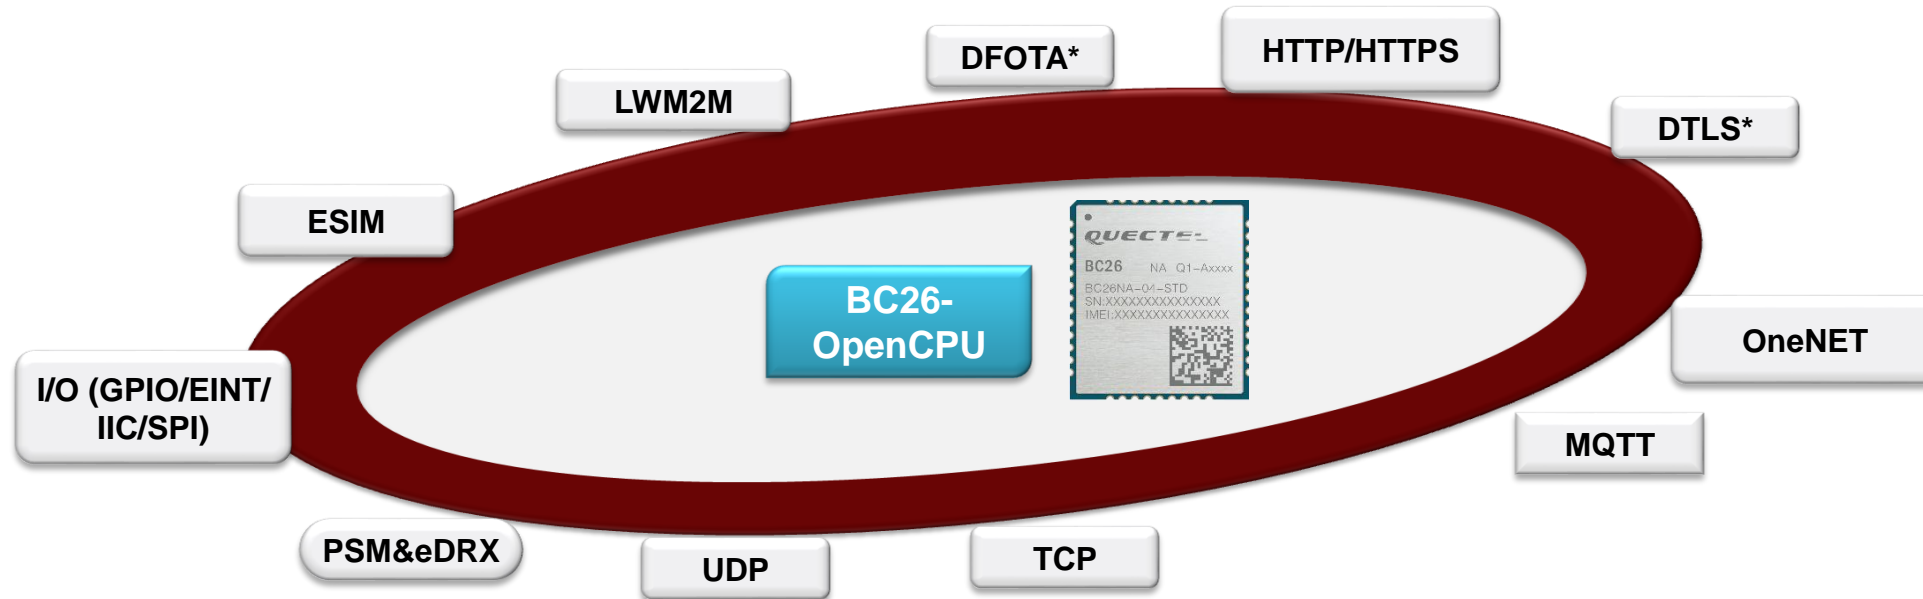 DFOTA*
HTTP/HTTPS
LWM2M
DTLS*
ESIM
QUECTEL
BC26 NA Q1-Axxxx
BC26NA-04-STD
SN:XXXXXXXXXXXXXXX
IMEI:XXXXXXXXXXXXXXX
BC26-
OpenCPU
OneNET
I/O (GPIO/EINT/
IIC/SPI)
MQTT
PSM&eDRX
UDP
TCP